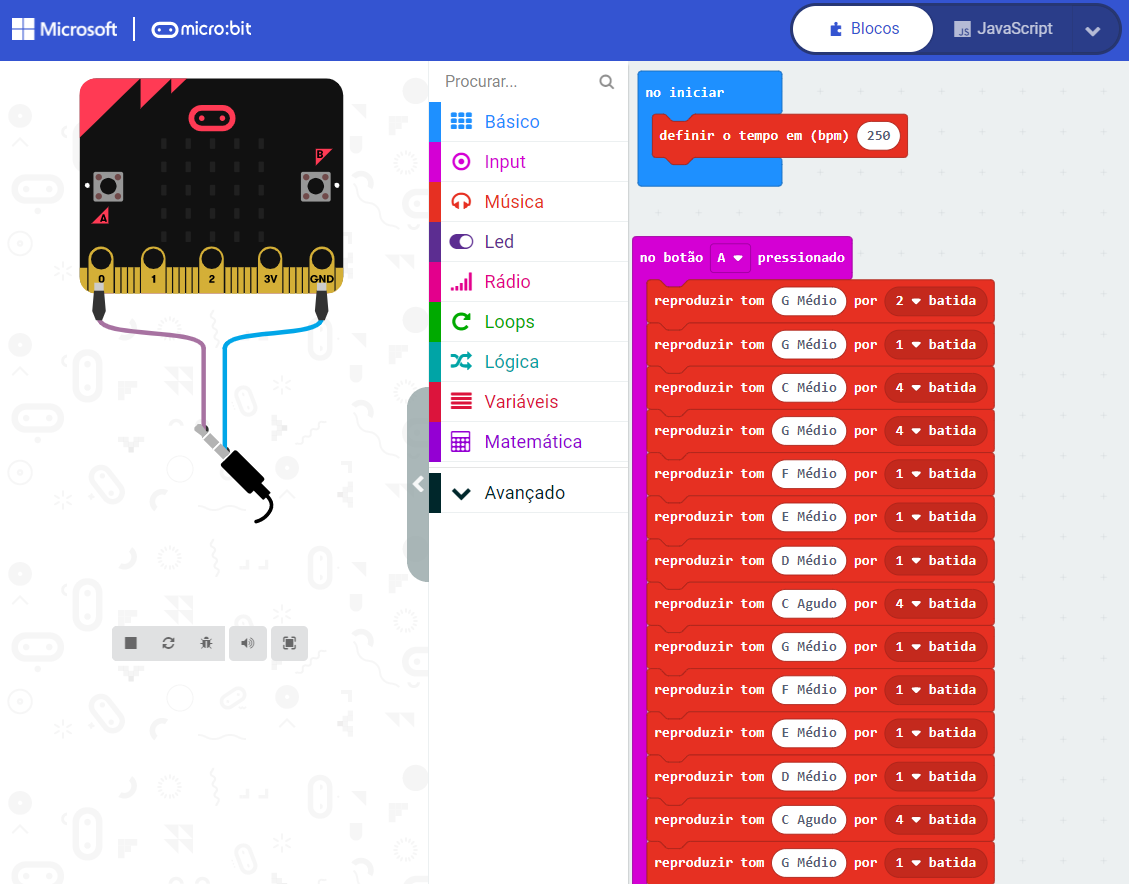 Microsoft micro:bit Blocos JavaScript
B
A
0 1 2 3V GND
Procurar...
Básico
Input
Música
Led
Rádio
Loops
Lógica
Variáveis
Matemática
Avançado
no iniciar
definir o tempo em (bpm) 250
no botão A pressionado
reproduzir tom G Médio por 2 batida
reproduzir tom G Médio por 1 batida
reproduzir tom C Médio por 4 batida
reproduzir tom G Médio por 4 batida
reproduzir tom F Médio por 1 batida
reproduzir tom E Médio por 1 batida
reproduzir tom D Médio por 1 batida
reproduzir tom C Agudo por 4 batida
reproduzir tom G Médio por 1 batida
reproduzir tom F Médio por 1 batida
reproduzir tom E Médio por 1 batida
reproduzir tom D Médio por 1 batida
reproduzir tom C Agudo por 4 batida
reproduzir tom G Médio por 1 batida